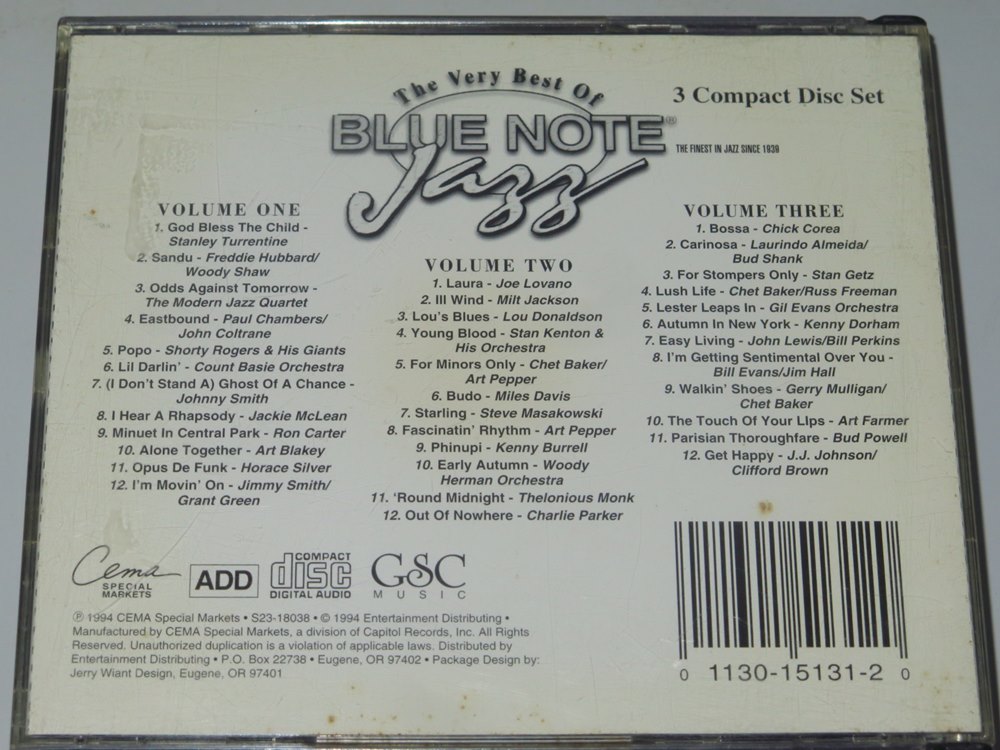 The Very Best Of
BLUE NOTE®
Jazz
3 Compact Disc Set
THE FINEST IN JAZZ SINCE 1939
VOLUME ONE
1. God Bless The Child -
Stanley Turrentine
2. Sandu - Freddie Hubbard/
Woody Shaw
3. Odds Against Tomorrow -
The Modern Jazz Quartet
4. Eastbound - Paul Chambers/
John Coltrane
5. Popo - Shorty Rogers & His Giants
6. Lil Darlin' - Count Basie Orchestra
7. (I Don't Stand A) Ghost Of A Chance -
Johnny Smith
8. I Hear A Rhapsody - Jackie McLean
9. Minuet In Central Park - Ron Carter
10. Alone Together - Art Blakey
11. Opus De Funk - Horace Silver
12. I'm Movin' On - Jimmy Smith/
Grant Green
VOLUME TWO
1. Laura - Joe Lovano
2. Ill Wind - Milt Jackson
3. Lou's Blues - Lou Donaldson
4. Young Blood - Stan Kenton &
His Orchestra
5. For Minors Only - Chet Baker/
Art Pepper
6. Budo - Miles Davis
7. Starling - Steve Masakowski
8. Fascinatin' Rhythm - Art Pepper
9. Phinupi - Kenny Burrell
10. Early Autumn - Woody
Herman Orchestra
11. 'Round Midnight - Thelonious Monk
12. Out Of Nowhere - Charlie Parker
VOLUME THREE
1. Bossa - Chick Corea
2. Carinosa - Laurindo Almeida/
Bud Shank
3. For Stompers Only - Stan Getz
4. Lush Life - Chet Baker/Russ Freeman
5. Lester Leaps In - Gil Evans Orchestra
6. Autumn In New York - Kenny Dorham
7. Easy Living - John Lewis/Bill Perkins
8. I'm Getting Sentimental Over You -
Bill Evans/Jim Hall
9. Walkin' Shoes - Gerry Mulligan/
Chet Baker
10. The Touch Of Your LIps - Art Farmer
11. Parisian Thoroughfare - Bud Powell
12. Get Happy - J.J. Johnson/
Clifford Brown
Cema
SPECIAL
MARKETS
ADD
COMPACT
disc
DIGITAL AUDIO
GSC
MUSIC
℗ 1994 CEMA Special Markets • S23-18038 • © 1994 Entertainment Distributing •
Manufactured by CEMA Special Markets, a division of Capitol Records, Inc. All Rights
Reserved. Unauthorized duplication is a violation of applicable laws. Distributed by
Entertainment Distributing • P.O. Box 22738 • Eugene, OR 97402 • Package Design by:
Jerry Wiant Design, Eugene, OR 97401
0 1130-15131-2 0